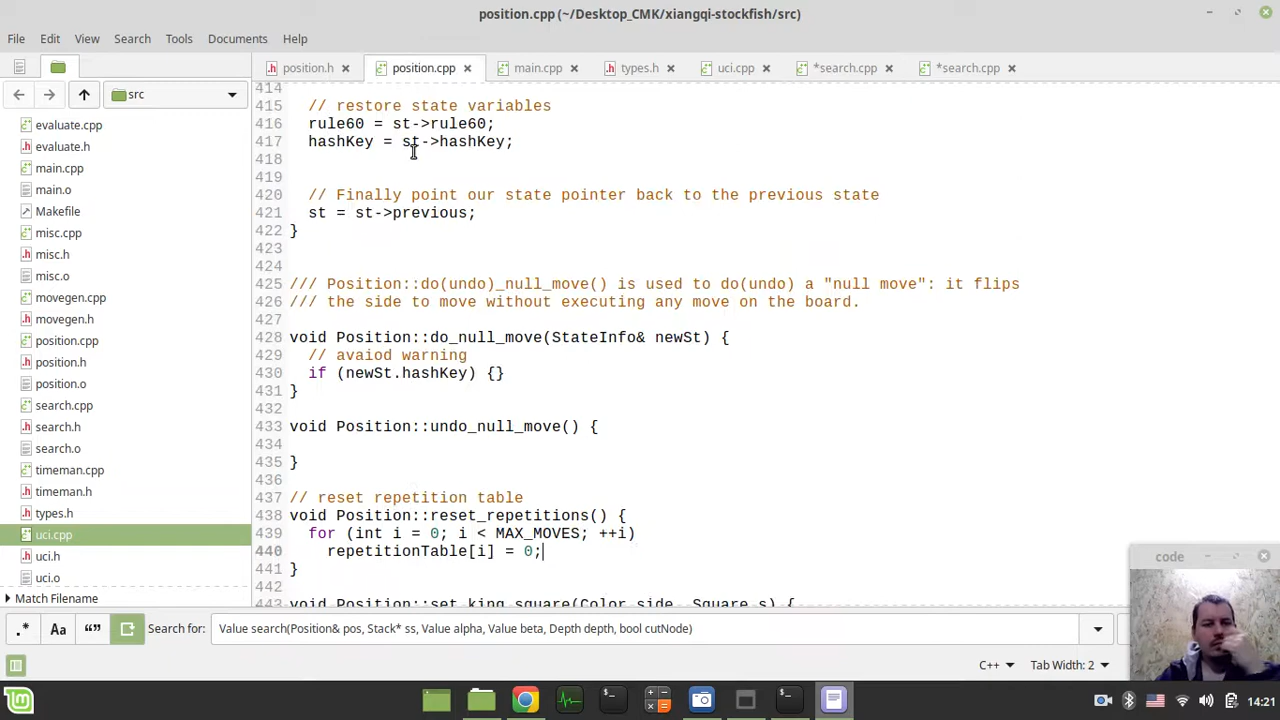 position.cpp (~/Desktop_CMK/xiangqi-stockfish/src)
File Edit View Search Tools Documents Help
position.h
position.cpp
main.cpp
types.h
uci.cpp
*search.cpp
*search.cpp
src
evaluate.cpp
evaluate.h
main.cpp
main.o
Makefile
misc.cpp
misc.h
misc.o
movegen.cpp
movegen.h
position.cpp
position.h
position.o
search.cpp
search.h
search.o
timeman.cpp
timeman.h
types.h
uci.cpp
uci.h
uci.o
Match Filename
414
415 // restore state variables
416 rule60 = st->rule60;
417 hashKey = st->hashKey;
418
419
420 // Finally point our state pointer back to the previous state
421 st = st->previous;
422 }
423
424
425 /// Position::do(undo)_null_move() is used to do(undo) a "null move": it flips
426 /// the side to move without executing any move on the board.
427
428 void Position::do_null_move(StateInfo& newSt) {
429 // avaiod warning
430 if (newSt.hashKey) {}
431 }
432
433 void Position::undo_null_move() {
434
435 }
436
437 // reset repetition table
438 void Position::reset_repetitions() {
439 for (int i = 0; i < MAX_MOVES; ++i)
440 repetitionTable[i] = 0;
441 }
442
443 void Position::set_king_square(Color side, Square s) {
.* Aa “” Search for: Value search(Position& pos, Stack* ss, Value alpha, Value beta, Depth depth, bool cutNode)
code
C++ Tab Width: 2
14:21